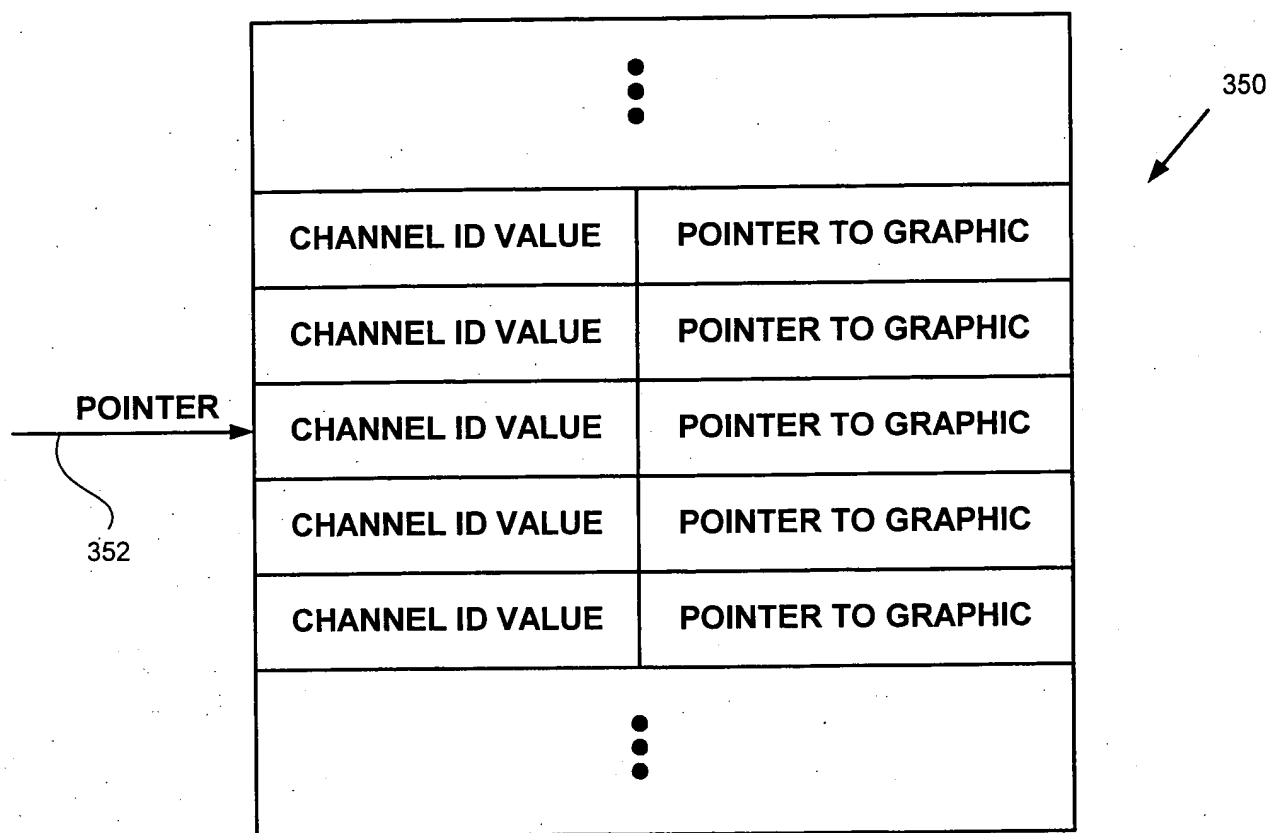 350
CHANNEL ID VALUE POINTER TO GRAPHIC
CHANNEL ID VALUE POINTER TO GRAPHIC
POINTER
CHANNEL ID VALUE POINTER TO GRAPHIC
CHANNEL ID VALUE POINTER TO GRAPHIC
352
CHANNEL ID VALUE POINTER TO GRAPHIC